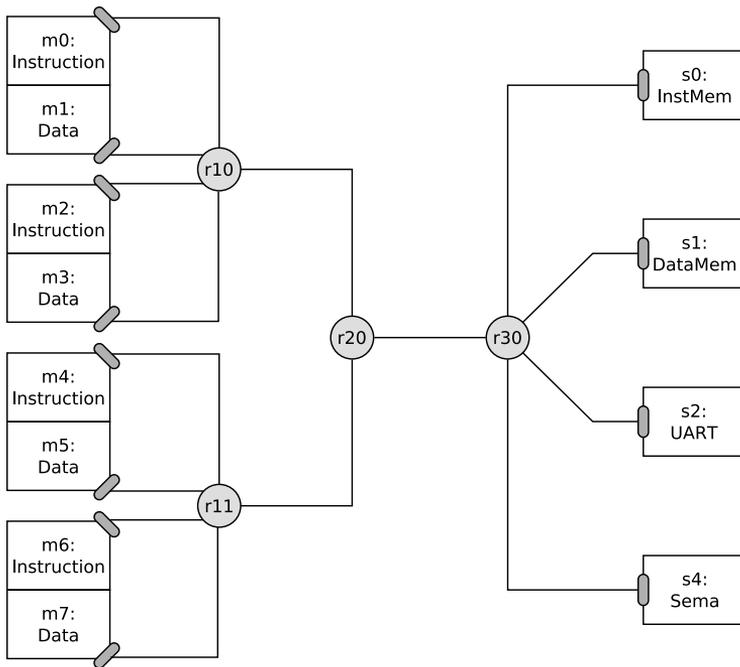 m0:
Instruction
m1:
Data
r10
m2:
Instruction
m3:
Data
r20
r30
m4:
Instruction
m5:
Data
r11
m6:
Instruction
m7:
Data
s0:
InstMem
s1:
DataMem
s2:
UART
s4:
Sema